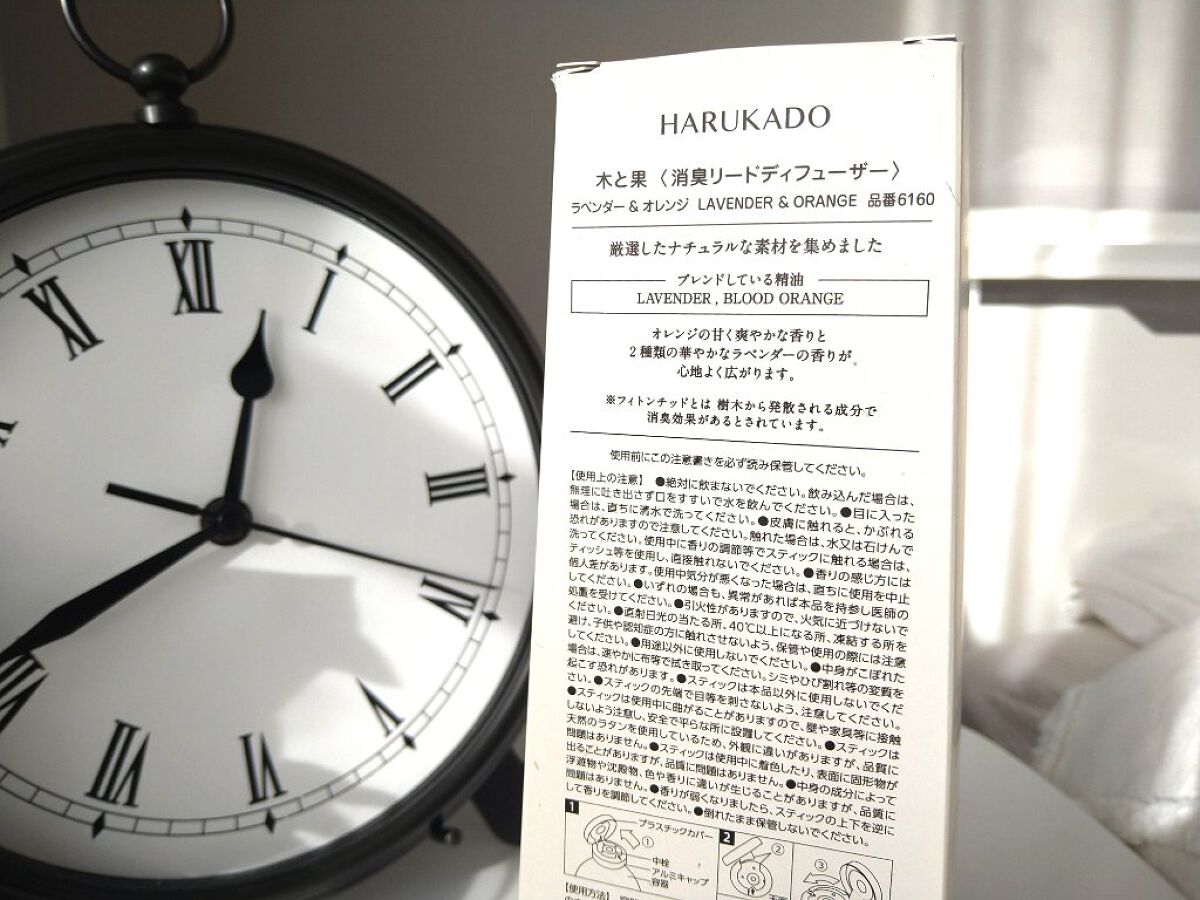 HARUKADO
木と果〈消臭リードディフューザー〉
ラベンダー & オレンジ LAVENDER & ORANGE 品番6160
厳選したナチュラルな素材を集めました
ブレンドしている精油
LAVENDER , BLOOD ORANGE
オレンジの甘く爽やかな香りと
2種類の華やかなラベンダーの香りが、
心地よく広がります。
※フィトンチッドとは 樹木から発散される成分で
消臭効果があるとされています。
使用前にこの注意書きを必ず読み保管してください。
【使用上の注意】 ●絶対に飲まないでください。飲み込んだ場合は、
無理に吐き出さず口をすすいで水を飲んでください。●目に入った
場合は、直ちに清水で洗ってください。●皮膚に触れると、かぶれる
恐れがありますので注意してください。触れた場合は、水又は石けんで
洗ってください。使用中に香りの調節等でスティックに触れる場合は、
ティッシュ等を使用し、直接触れないでください。●香りの感じ方には
個人差があります。使用中気分が悪くなった場合は、直ちに使用を中止
してください。●いずれの場合も、異常があれば本品を持参し医師の
処置を受けてください。●引火性がありますので、火気に近づけないで
ください。●直射日光の当たる所、40℃以上になる所、凍結する所を
避け、子供や認知症の方に触れさせないよう、保管や使用の際には注意
してください。●用途以外に使用しないでください。●中身がこぼれた
場合は、速やかに布等で拭き取ってください。シミやひび割れ等の変質を
起こす恐れがあります。●スティックは本品以外に使用しないでくだ
さい。●スティックの先端で目等を刺さないよう、注意してください。
●スティックは使用中に曲がることがありますので、壁や家具等に接触
しないよう注意し、安全で平らな所に設置してください。●スティックは
天然のラタンを使用しているため、外観に違いがありますが、品質に
問題はありません。●スティックは使用中に着色したり、表面に固形物が
出ることがありますが、品質に問題はありません。●中身の成分によって
浮遊物や沈殿物、色や香りに違いが生じることがありますが、品質に
問題はありません。●香りが弱くなりましたら、スティックの上下を逆に
して香りを調節してください。●倒れたまま保管しないでください。
1
プラスチックカバー
①
中栓
アルミキャップ
容器
2
②
③
【使用方法】
XII
I
II
III
IIII
V
VI
VII
VIII
XI